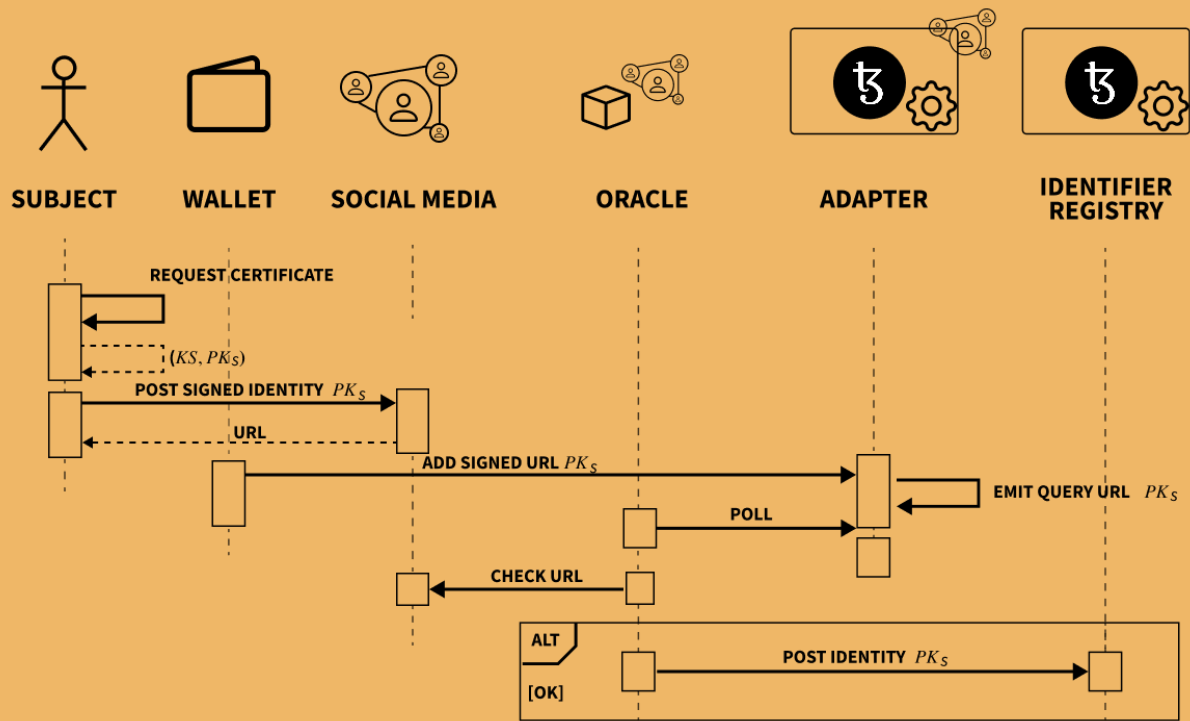 SUBJECT
WALLET
SOCIAL MEDIA
ORACLE
ADAPTER
IDENTIFIER
REGISTRY
REQUEST CERTIFICATE
(KS, PKS)
POST SIGNED IDENTITY PKS
URL
ADD SIGNED URL PKS
EMIT QUERY URL PKS
POLL
CHECK URL
ALT
POST IDENTITY PKS
[OK]